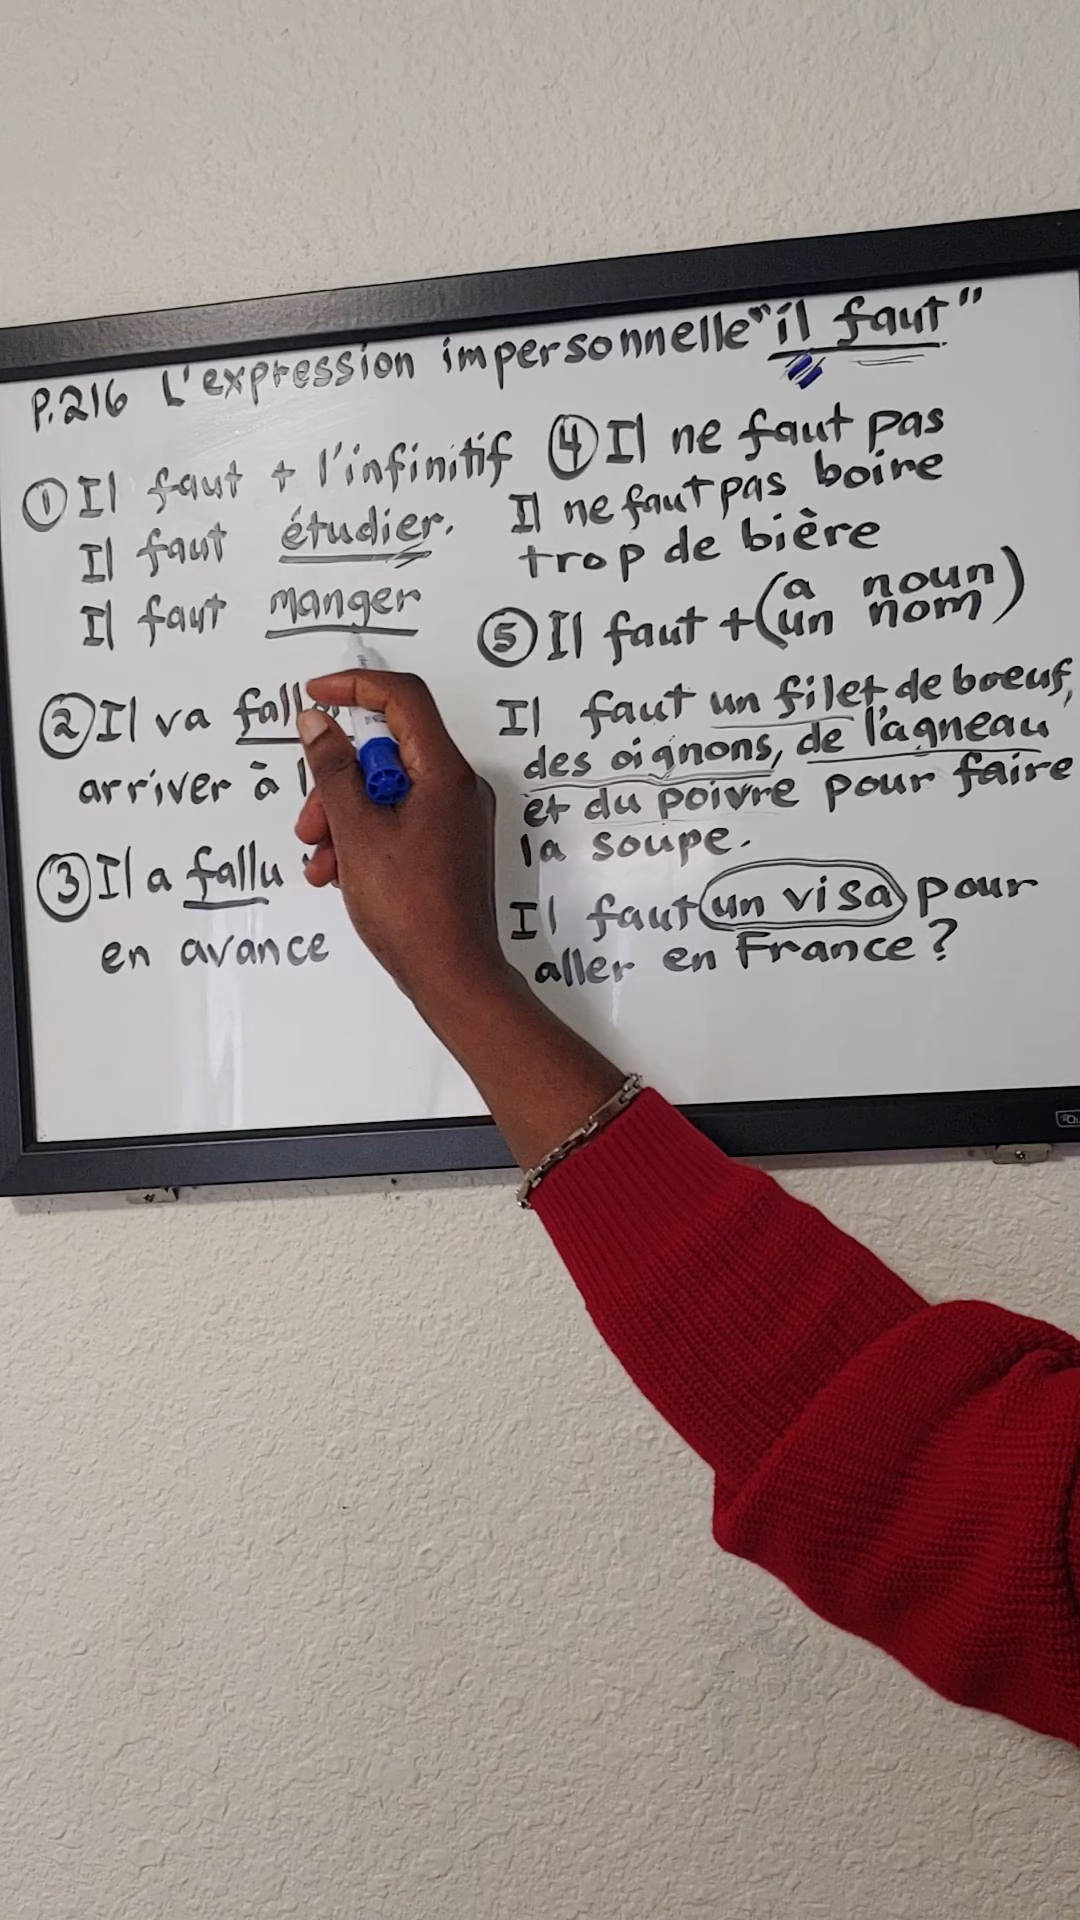 P.216 L'expression impersonnelle "il faut"
① Il faut + l'infinitif
Il faut étudier.
Il faut manger
② Il va
arriver à
③ Il a fallu
en avance
④ Il ne faut pas
Il ne faut pas boire
trop de bière
⑤ Il faut + (a noun
un nom)
Il faut un filet de boeuf,
des oignons, de l'agneau
et du poivre pour faire
la soupe.
Il faut un visa pour
aller en France?